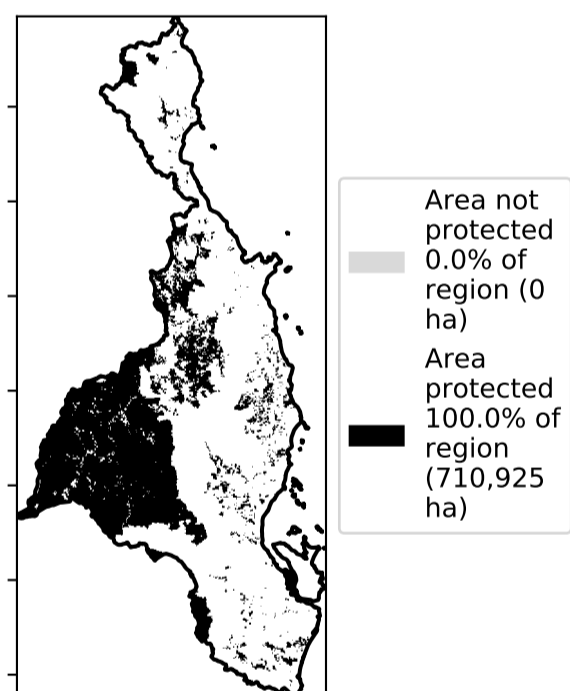 Area not
protected
0.0% of
region (0
ha)
Area
protected
100.0% of
region
(710,925
ha)